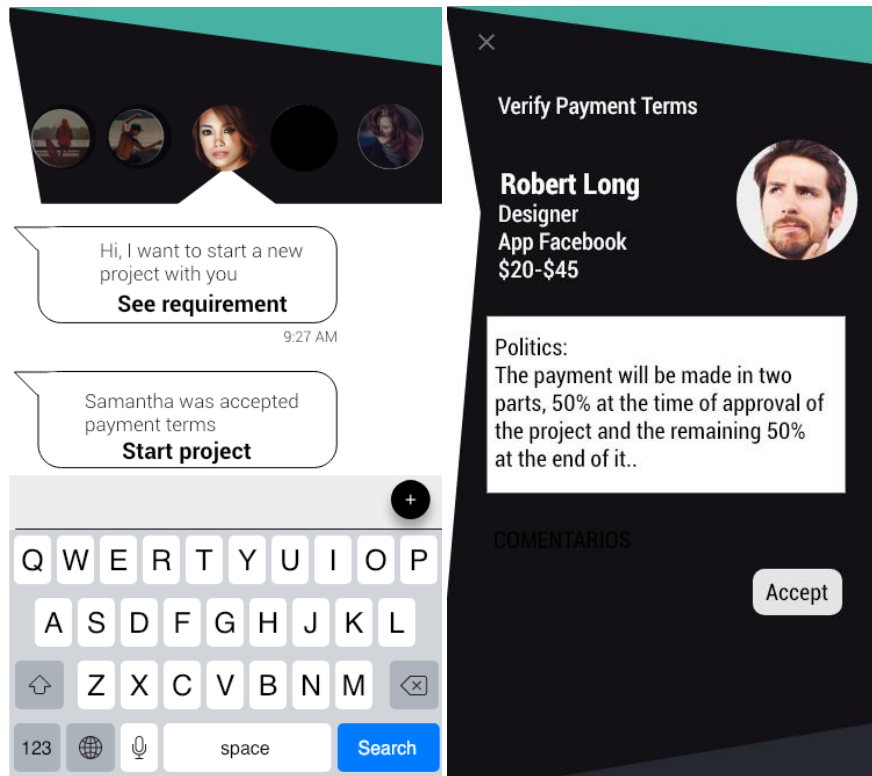 Hi, I want to start a new
project with you
See requirement
9:27 AM
Samantha was accepted
payment terms
Start project
+
Q W E R T Y U I O P
A S D F G H J K L
Z X C V B N M
123 space Search
Verify Payment Terms
Robert Long
Designer
App Facebook
$20-$45
Politics:
The payment will be made in two
parts, 50% at the time of approval of
the project and the remaining 50%
at the end of it..
COMENTARIOS
Accept